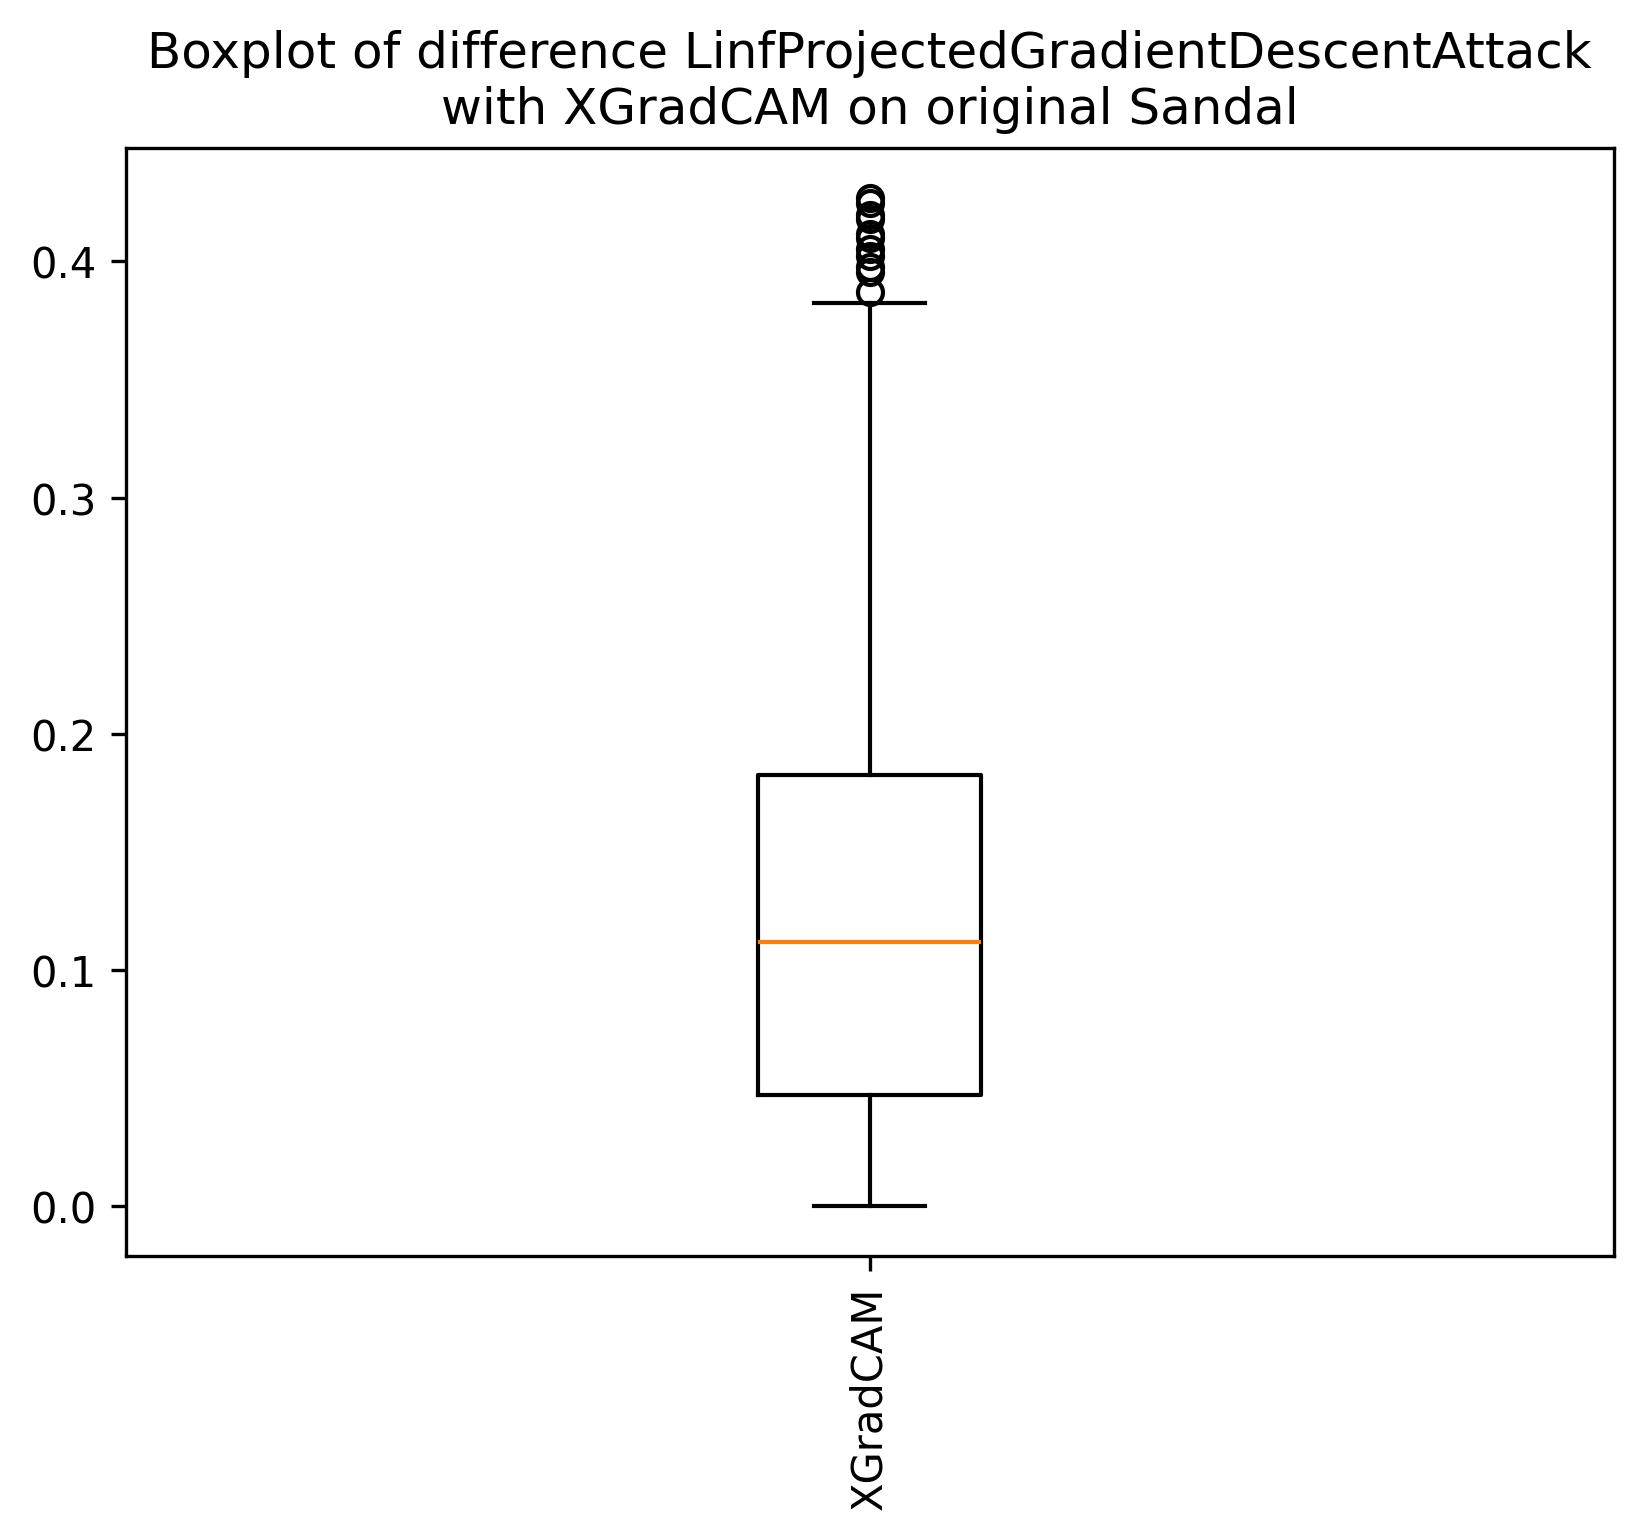 Boxplot of difference LinfProjectedGradientDescentAttack
with XGradCAM on original Sandal
0.4
0.3
0.2
0.1
0.0
XGradCAM